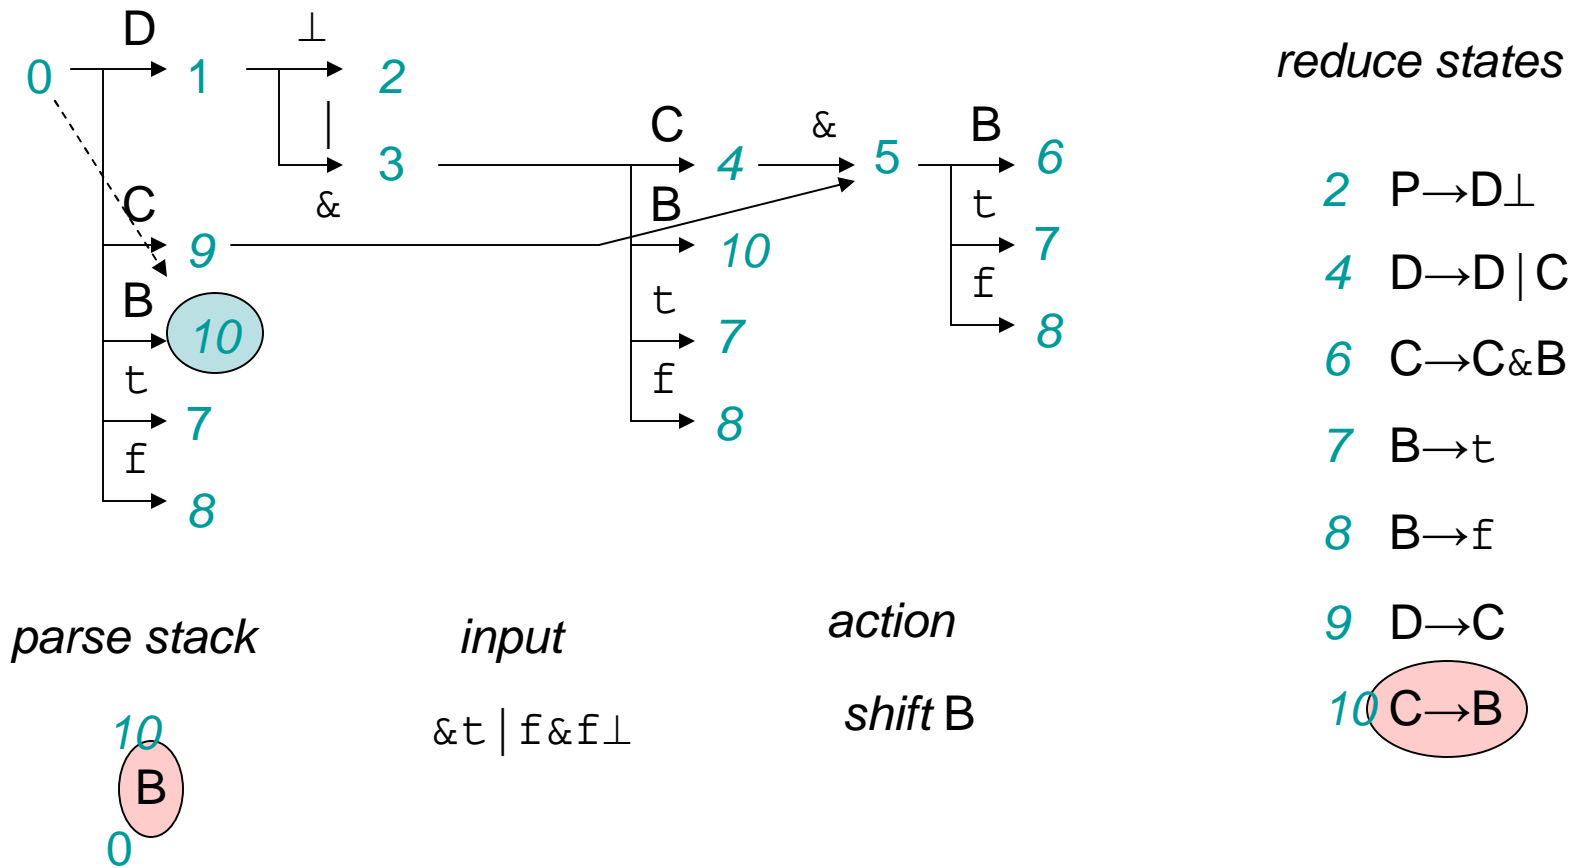 D ⊥
0 1 2
reduce states
| C & B
3 4 5 6
C & B t 2 P→D⊥
9 10 7
B t f 4 D→D|C
10 7 8
t f 6 C→C&B
7 8
f 7 B→t
8
8 B→f
parse stack input action 9 D→C
10 &t|f&f⊥ shift B 10 C→B
B
0